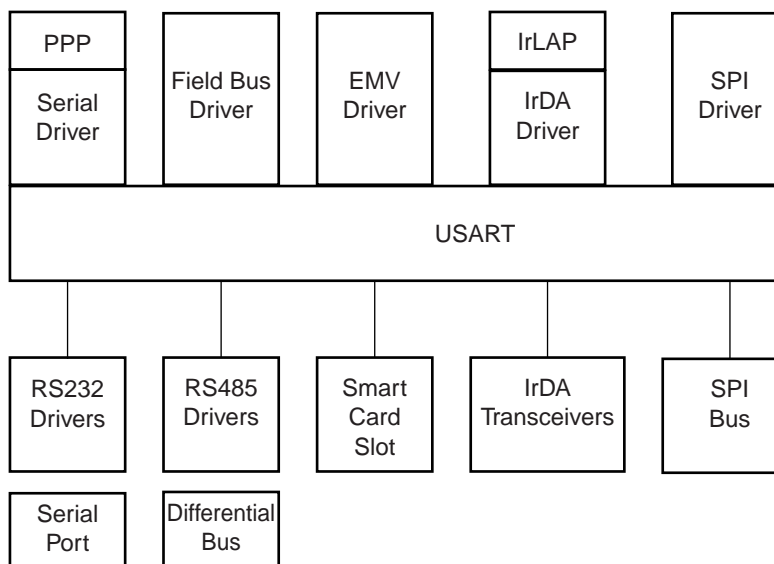 PPP
Serial
Driver
Field Bus
Driver
EMV
Driver
IrLAP
IrDA
Driver
SPI
Driver
USART
RS232
Drivers
RS485
Drivers
Smart
Card
Slot
IrDA
Transceivers
SPI
Bus
Serial
Port
Differential
Bus